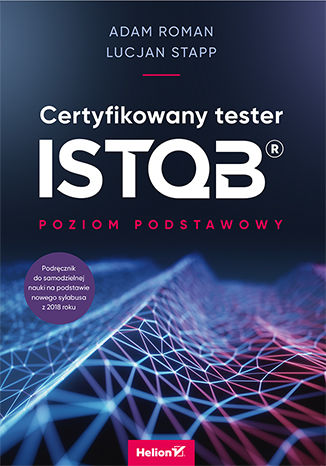 ADAM ROMAN
LUCJAN STAPP
Certyfikowany tester
ISTQB®
POZIOM PODSTAWOWY
Podręcznik
do samodzielnej
nauki na podstawie
nowego sylabusa
z 2018 roku
Helion